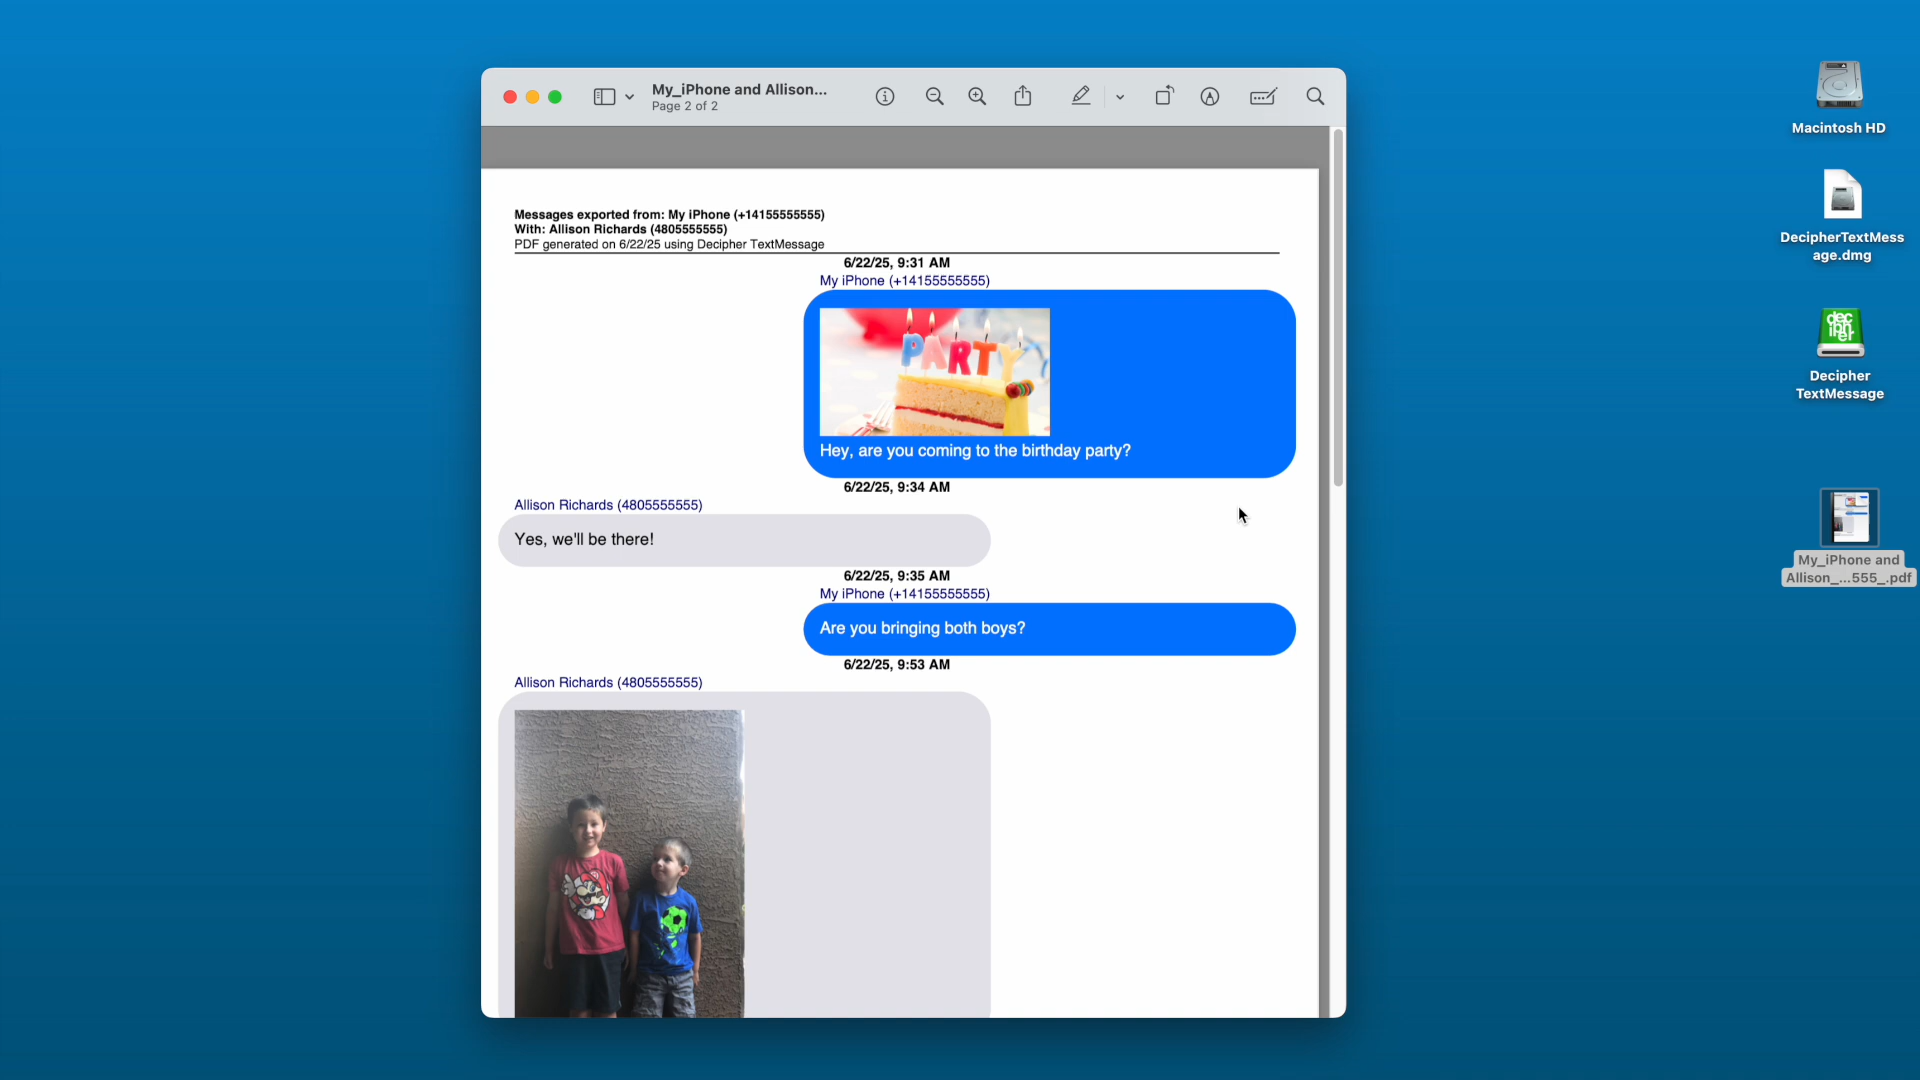 My_iPhone and Allison...
Page 2 of 2
Messages exported from: My iPhone (+14155555555)
With: Allison Richards (4805555555)
PDF generated on 6/22/25 using Decipher TextMessage
6/22/25, 9:31 AM
My iPhone (+14155555555)
PARTY
Hey, are you coming to the birthday party?
6/22/25, 9:34 AM
Allison Richards (4805555555)
Yes, we'll be there!
6/22/25, 9:35 AM
My iPhone (+14155555555)
Are you bringing both boys?
6/22/25, 9:53 AM
Allison Richards (4805555555)
Macintosh HD
DecipherTextMess
age.dmg
dec
iph
er
Decipher
TextMessage
My_iPhone and
Allison_...555_.pdf